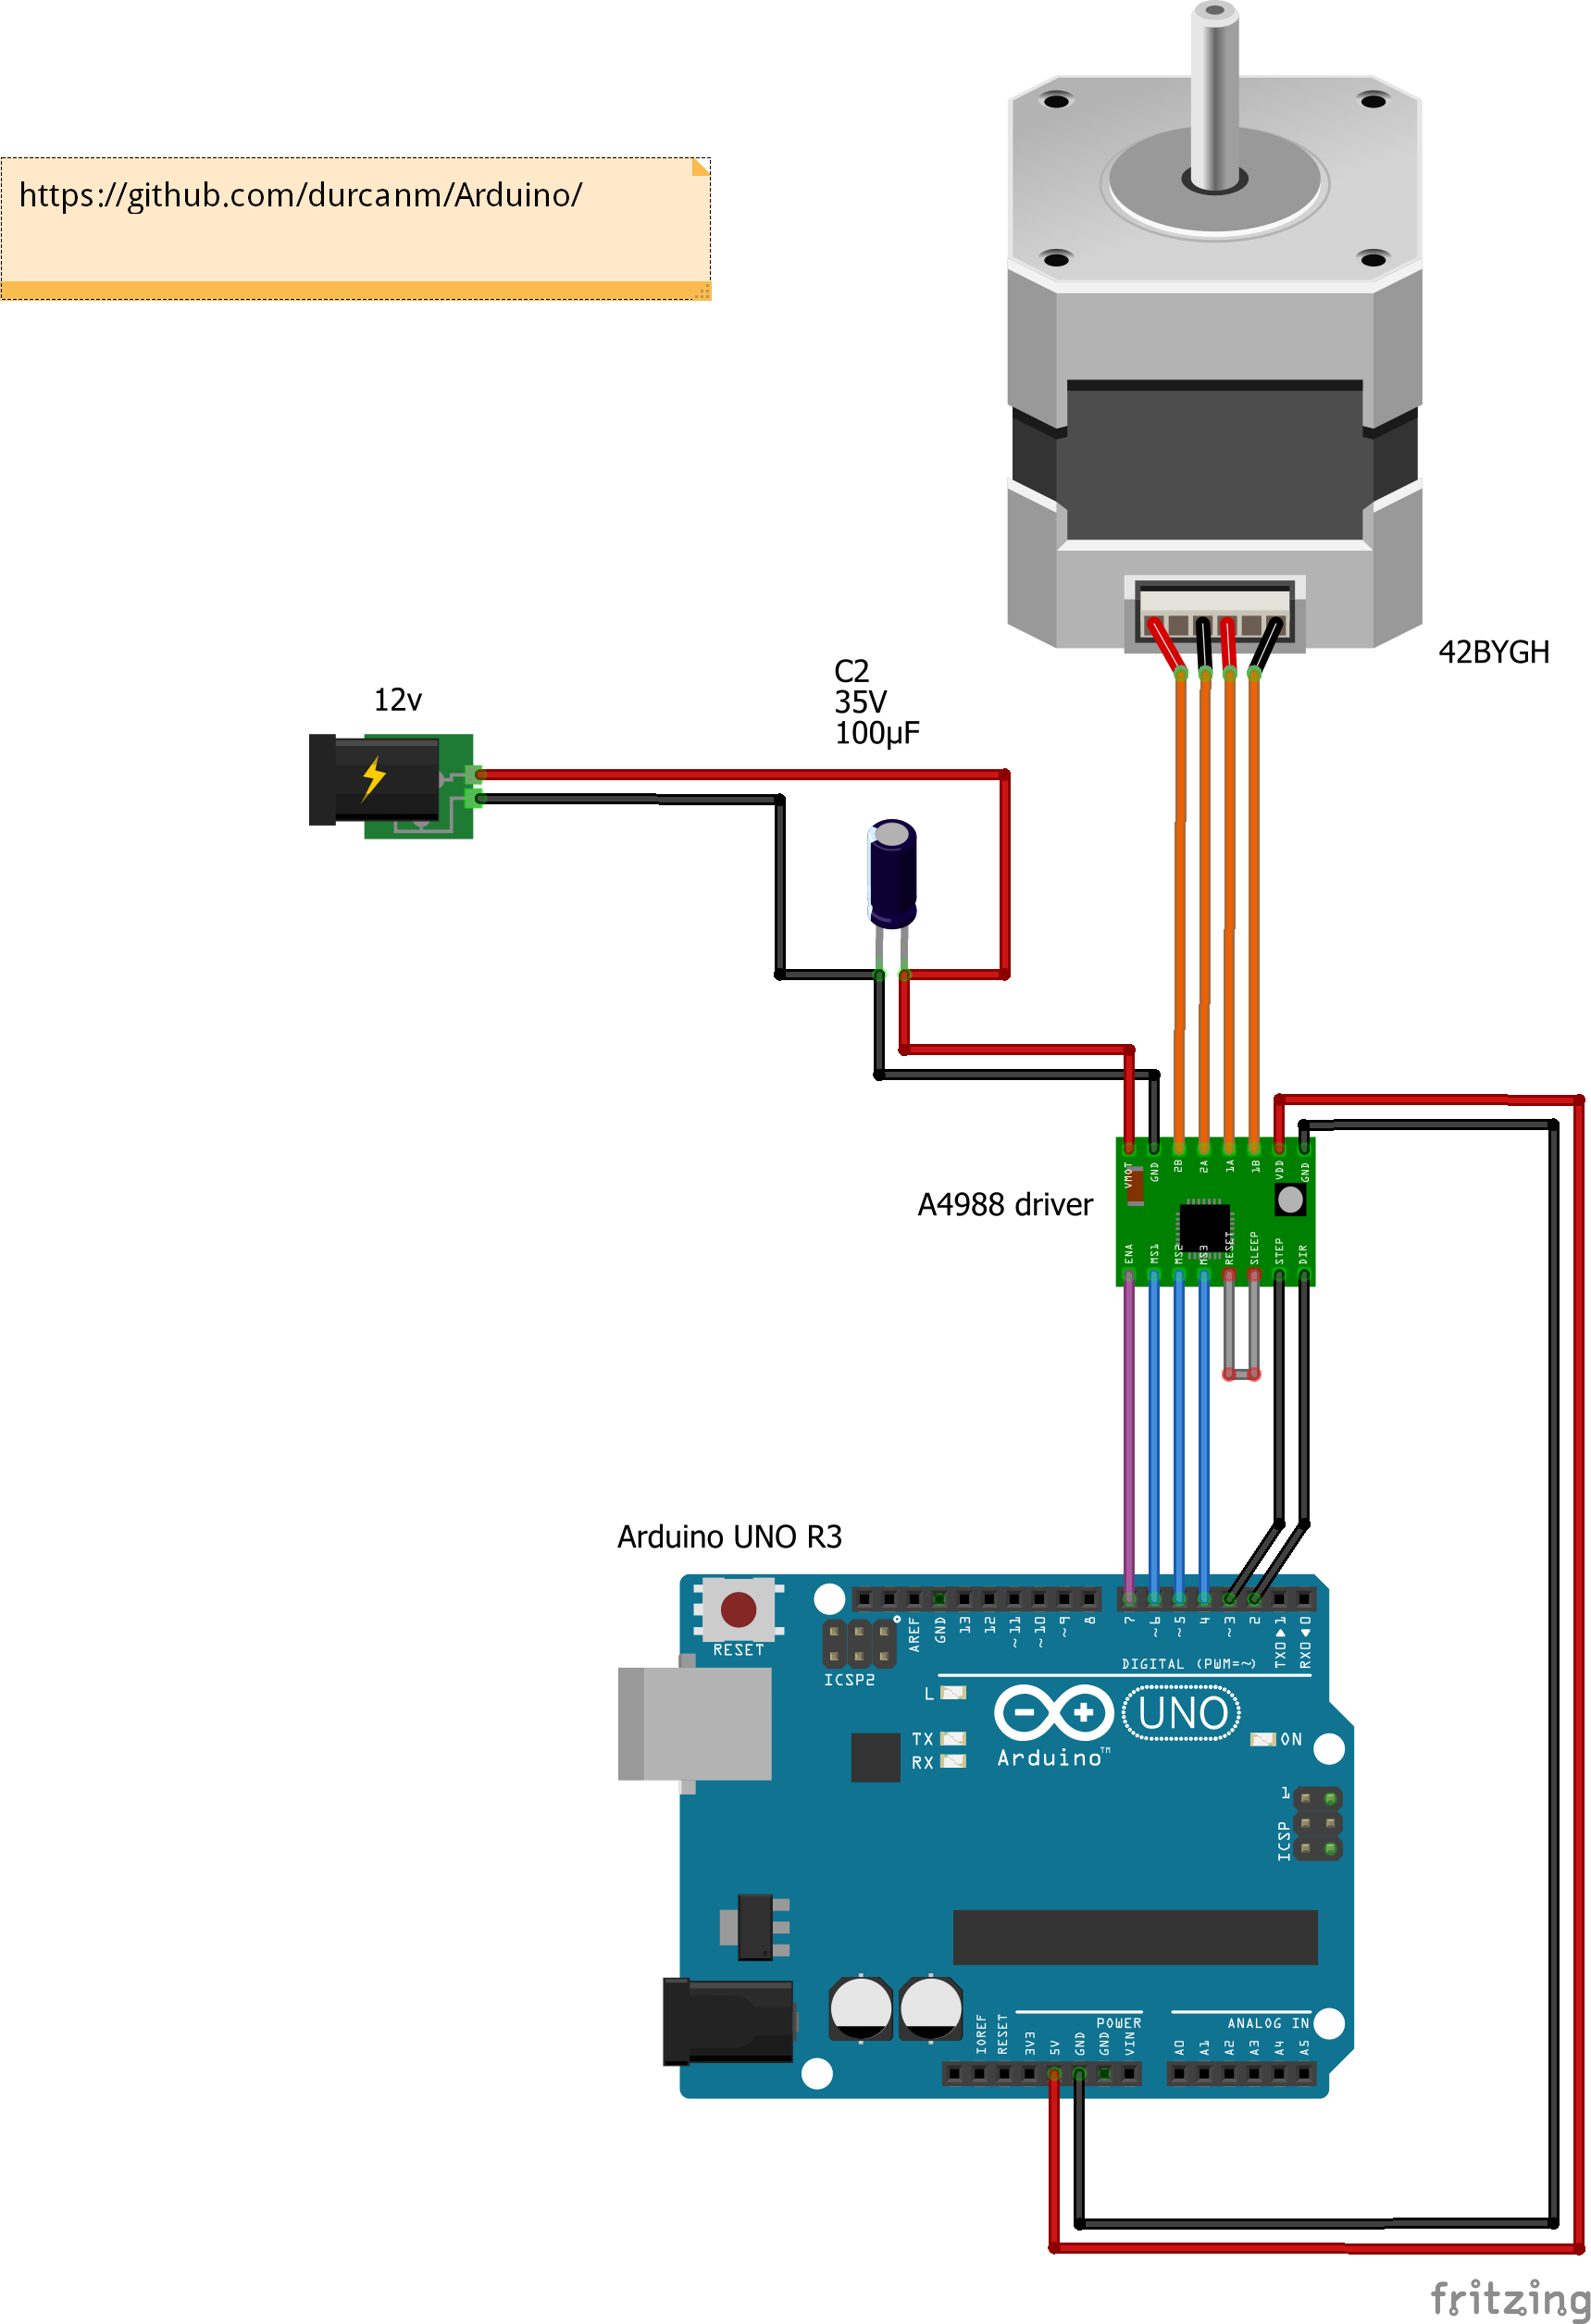 https://github.com/durcanm/Arduino/
42BYGH
12v
C2
35V
100µF
VMOT
GND
2B
2A
1A
1B
VDD
GND
A4988 driver
ENA
MS1
MS2
MS3
RESET
SLEEP
STEP
DIR
Arduino UNO R3
RESET
ICSP2
AREF
GND
13
12
~11
~10
~9
8
7
~6
~5
4
~3
2
TX0▶1
RX0◀0
DIGITAL (PWM=~)
L
TX
RX
UNO
Arduino™
ON
1
ICSP
POWER
ANALOG IN
IOREF
RESET
3V3
5V
GND
GND
VIN
A0
A1
A2
A3
A4
A5
fritzing